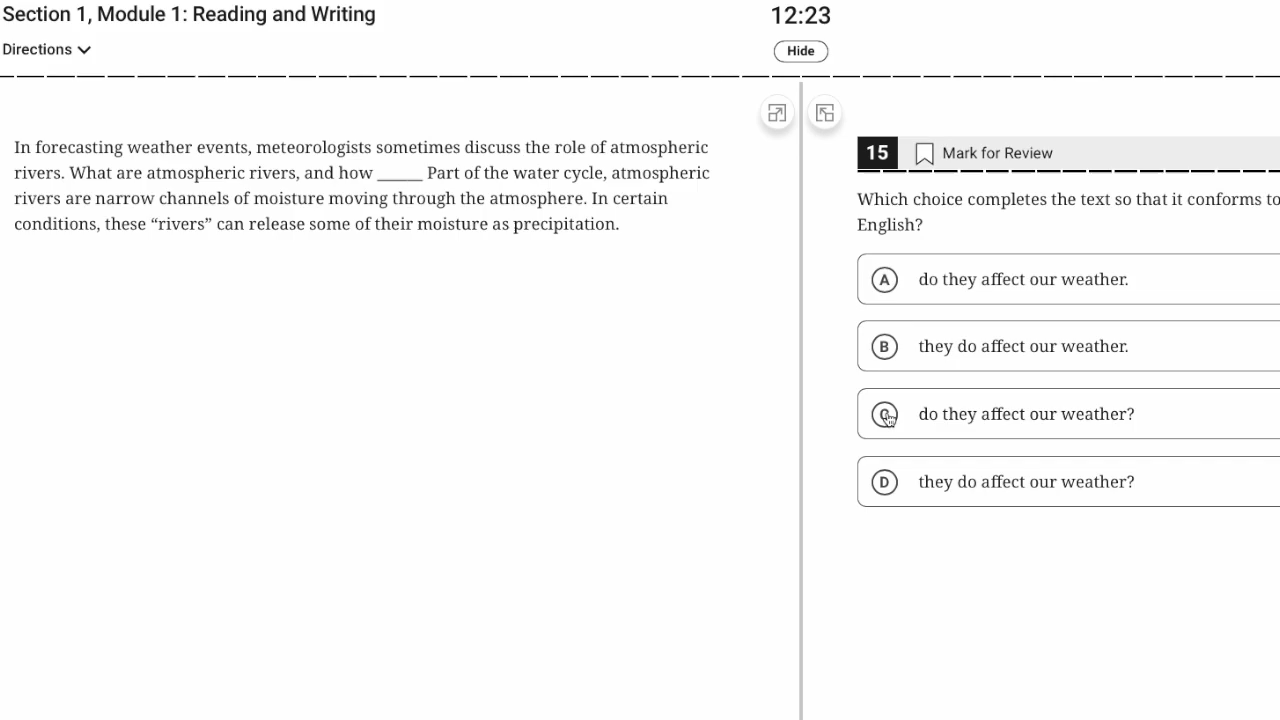 Section 1, Module 1: Reading and Writing
12:23
Directions
Hide
In forecasting weather events, meteorologists sometimes discuss the role of atmospheric
rivers. What are atmospheric rivers, and how ______ Part of the water cycle, atmospheric
rivers are narrow channels of moisture moving through the atmosphere. In certain
conditions, these “rivers” can release some of their moisture as precipitation.
15 Mark for Review
Which choice completes the text so that it conforms to
English?
A do they affect our weather.
B they do affect our weather.
C do they affect our weather?
D they do affect our weather?